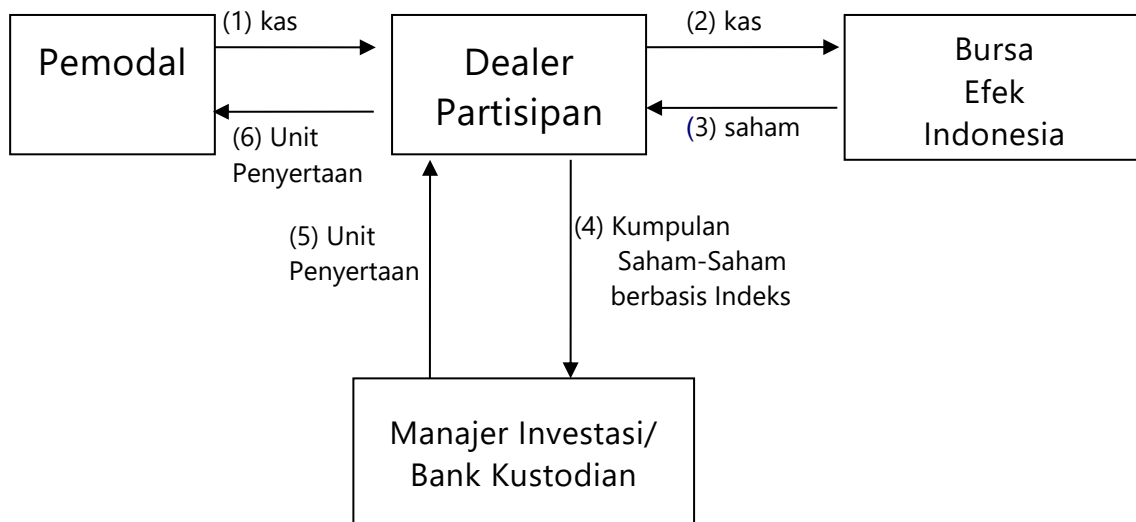 (1) kas
(2) kas
Pemodal
Dealer
Partisipan
Bursa
Efek
Indonesia
(6) Unit
Penyertaan
(3) saham
(5) Unit
Penyertaan
(4) Kumpulan
Saham-Saham
berbasis Indeks
Manajer Investasi/
Bank Kustodian